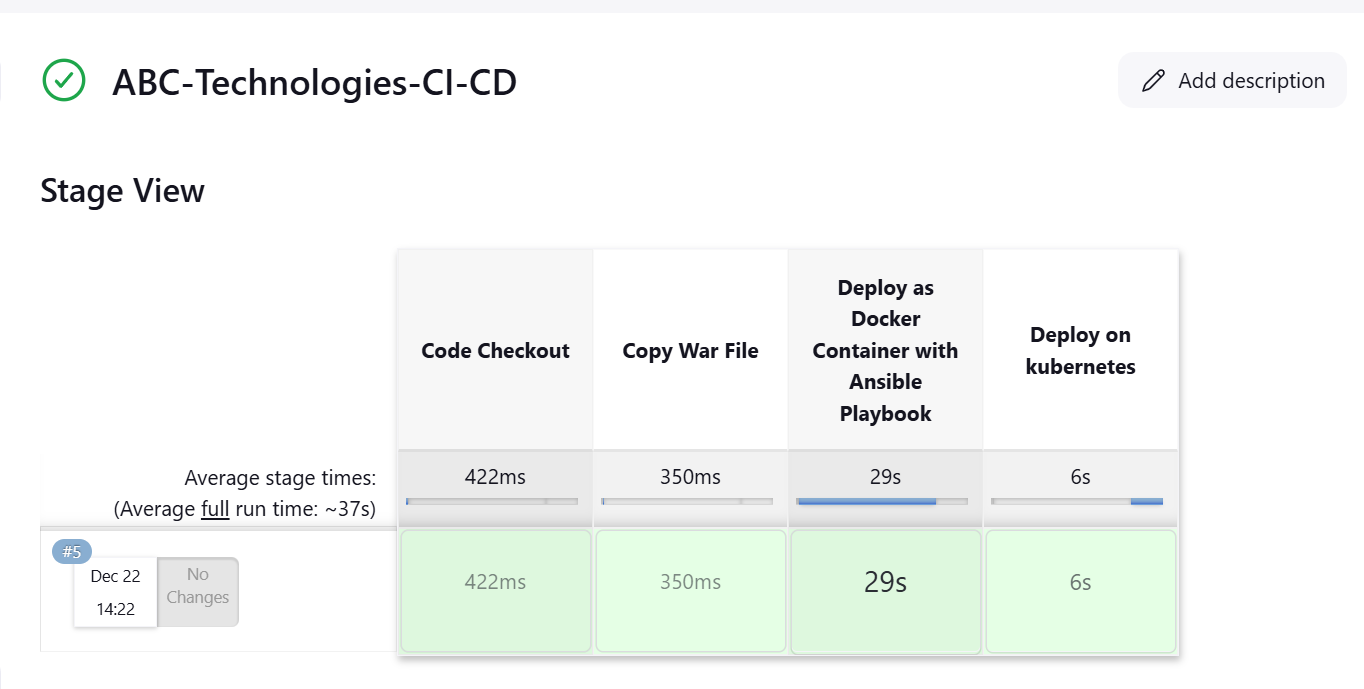 ABC-Technologies-CI-CD
Add description
Stage View
Code Checkout
Copy War File
Deploy as
Docker
Container with
Ansible
Playbook
Deploy on
kubernetes
Average stage times:
(Average full run time: ~37s)
422ms
350ms
29s
6s
#5
Dec 22
14:22
No
Changes
422ms
350ms
29s
6s